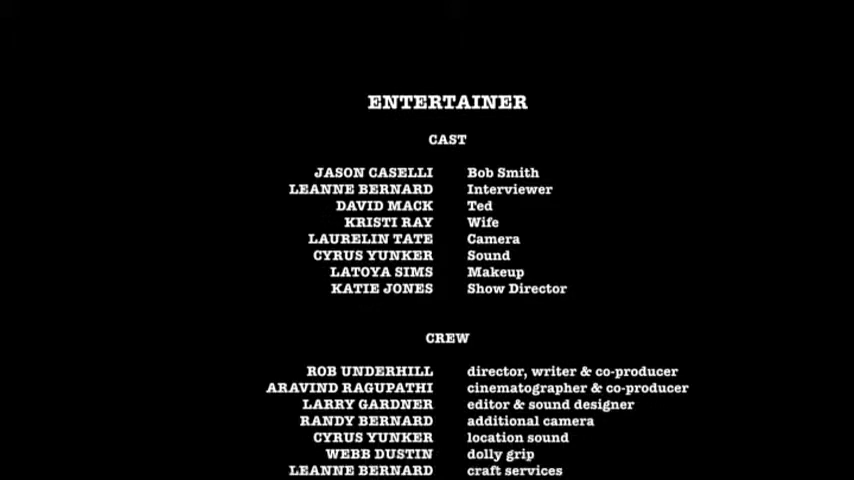 ENTERTAINER
CAST
JASON CASELLI Bob Smith
LEANNE BERNARD Interviewer
DAVID MACK Ted
KRISTI RAY Wife
LAURELIN TATE Camera
CYRUS YUNKER Sound
LATOYA SIMS Makeup
KATIE JONES Show Director
CREW
ROB UNDERHILL director, writer & co-producer
ARAVIND RAGUPATHI cinematographer & co-producer
LARRY GARDNER editor & sound designer
RANDY BERNARD additional camera
CYRUS YUNKER location sound
WEBB DUSTIN dolly grip
LEANNE BERNARD craft services